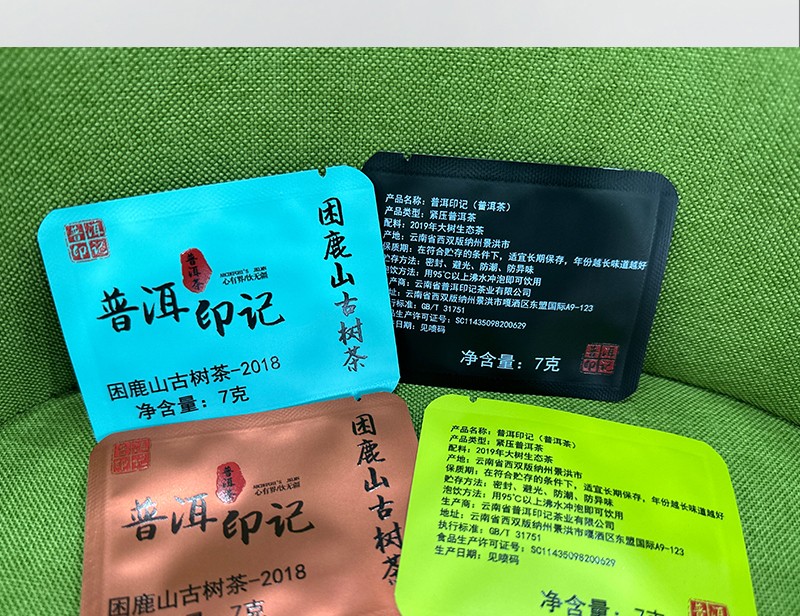 普洱
印记
普洱茶
心有界/饮无疆
普洱印记
困鹿山古树茶
困鹿山古树茶-2018
净含量：7克
产品名称：普洱印记（普洱茶）
产品类型：紧压普洱茶
配料：2019年大树生态茶
产地：云南省西双版纳州景洪市
保质期：在符合贮存的条件下，适宜长期保存，年份越长味道越好
贮存方法：密封、避光、防潮、防异味
泡饮方法：用95℃以上沸水冲泡即可饮用
产商：云南省普洱印记茶业有限公司
址：云南省西双版纳州景洪市嘎洒区东盟国际A9-123
行标准：GB/T 31751
生产许可证号：SC11435098200629
日期：见喷码
净含量：7克
普洱
印记
普洱茶
心有界/饮无疆
普洱印记
困鹿山古树茶
困鹿山古树茶-2018
7克
产品名称：普洱印记（普洱茶）
产品类型：紧压普洱茶
配料：2019年大树生态茶
产地：云南省西双版纳州景洪市
保质期：在符合贮存的条件下，适宜长期保存，年份越长味道越好
贮存方法：密封、避光、防潮、防异味
泡饮方法：用95℃以上沸水冲泡即可饮用
生产商：云南省普洱印记茶业有限公司
地址：云南省西双版纳州景洪市嘎洒区东盟国际A9-123
执行标准：GB/T 31751
食品生产许可证号：SC11435098200629
生产日期：见喷码
净含量：7克